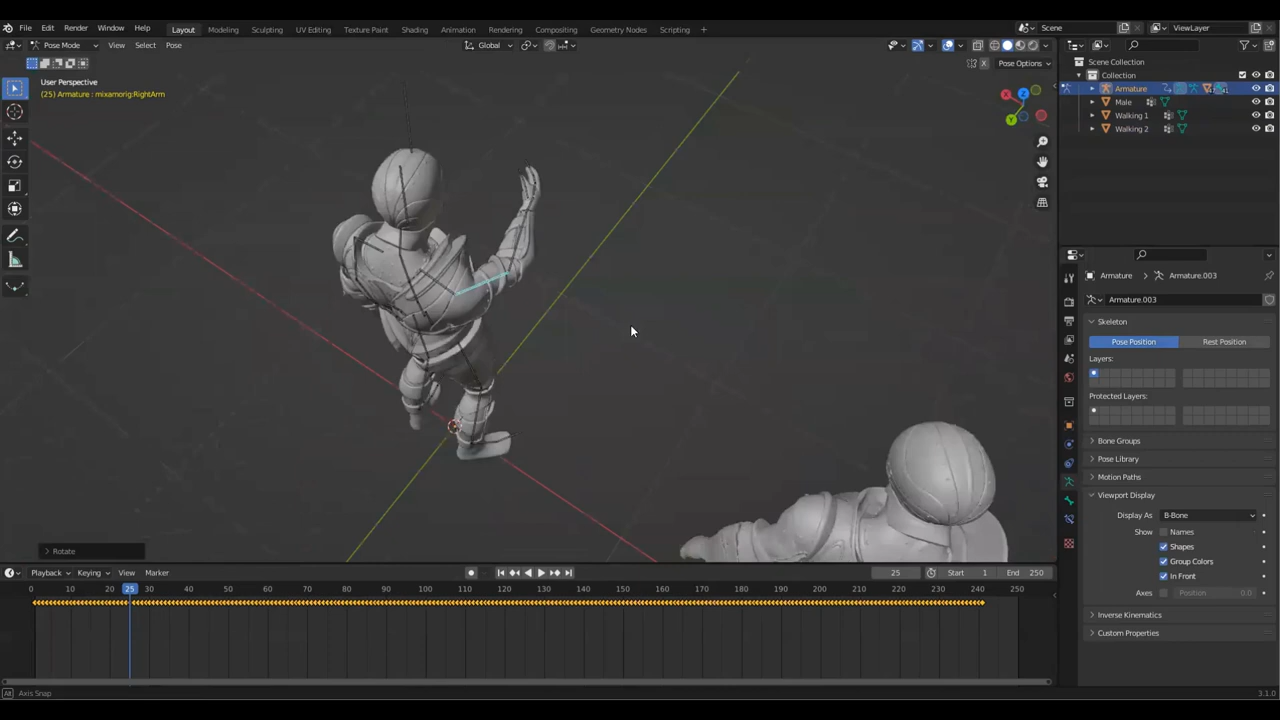 File Edit Render Window Help Layout Modeling Sculpting UV Editing Texture Paint Shading Animation Rendering Compositing Geometry Nodes Scripting + Scene ViewLayer
Pose Mode View Select Pose Global
Pose Options
User Perspective
(25) Armature : mixamorig:RightArm
X
Z
Y
Rotate
Scene Collection
Collection
Armature
Male
Walking 1
Walking 2
Armature Armature.003
Armature.003
Skeleton
Pose Position Rest Position
Layers:
Protected Layers:
Bone Groups
Pose Library
Motion Paths
Viewport Display
Display As B-Bone
Show Names
Shapes
Group Colors
In Front
Axes Position 0.0
Inverse Kinematics
Custom Properties
Playback Keying View Marker 25 Start 1 End 250
0 10 20 25 30 40 50 60 70 80 90 100 110 120 130 140 150 160 170 180 190 200 210 220 230 240 250
Alt Axis Snap 3.1.0